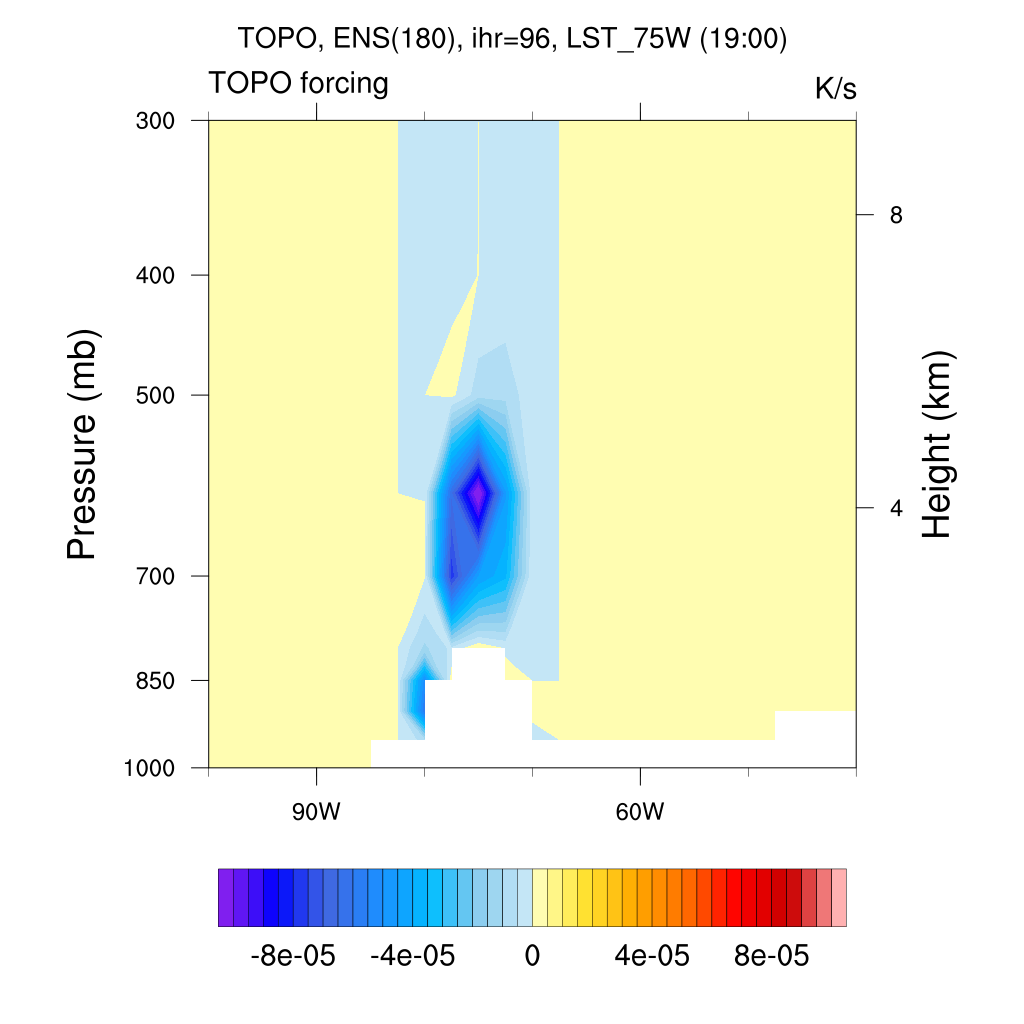 TOPO, ENS(180), ihr=96, LST_75W (19:00)
TOPO forcing
K/s
300
400
500
700
850
1000
Pressure (mb)
8
4
Height (km)
90W
60W
-8e-05 -4e-05 0 4e-05 8e-05